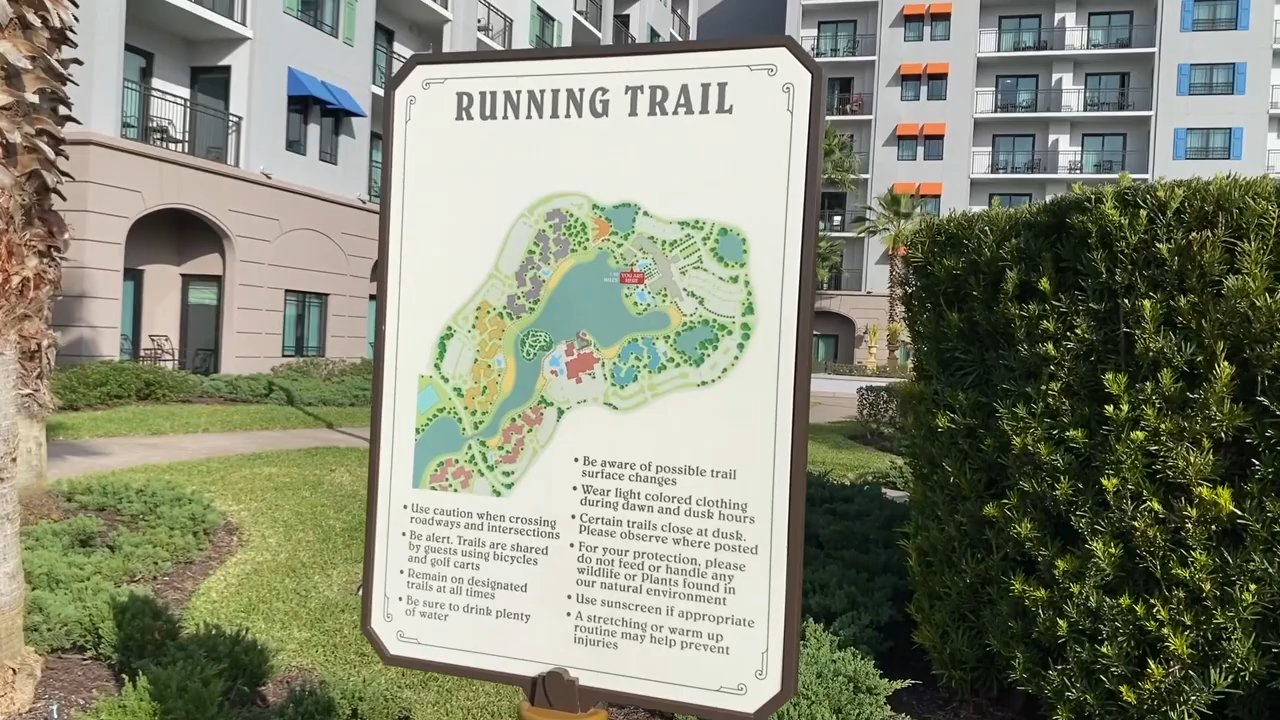 RUNNING TRAIL
YOU ARE
HERE
• Use caution when crossing
roadways and intersections
• Be alert. Trails are shared
by guests using bicycles
and golf carts
• Remain on designated
trails at all times
• Be sure to drink plenty
of water
• Be aware of possible trail
surface changes
• Wear light colored clothing
during dawn and dusk hours
• Certain trails close at dusk.
Please observe where posted
• For your protection, please
do not feed or handle any
wildlife or Plants found in
our natural environment
• Use sunscreen if appropriate
• A stretching or warm up
routine may help prevent
injuries